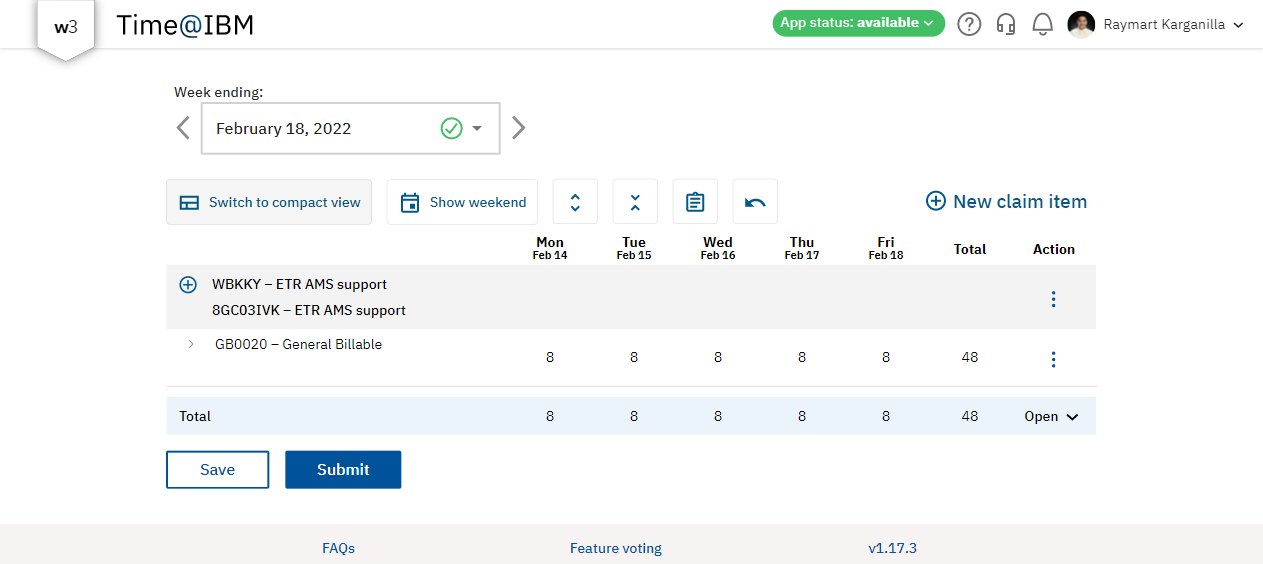 w3
Time@IBM
App status: available
Raymart Karganilla
Week ending:
February 18, 2022
Switch to compact view
Show weekend
New claim item
Mon Tue Wed Thu Fri Total Action
Feb 14 Feb 15 Feb 16 Feb 17 Feb 18
WBKKY – ETR AMS support
8GC03IVK – ETR AMS support
GB0020 – General Billable
8 8 8 8 8 48
Total 8 8 8 8 8 48 Open
Save Submit
FAQs Feature voting v1.17.3